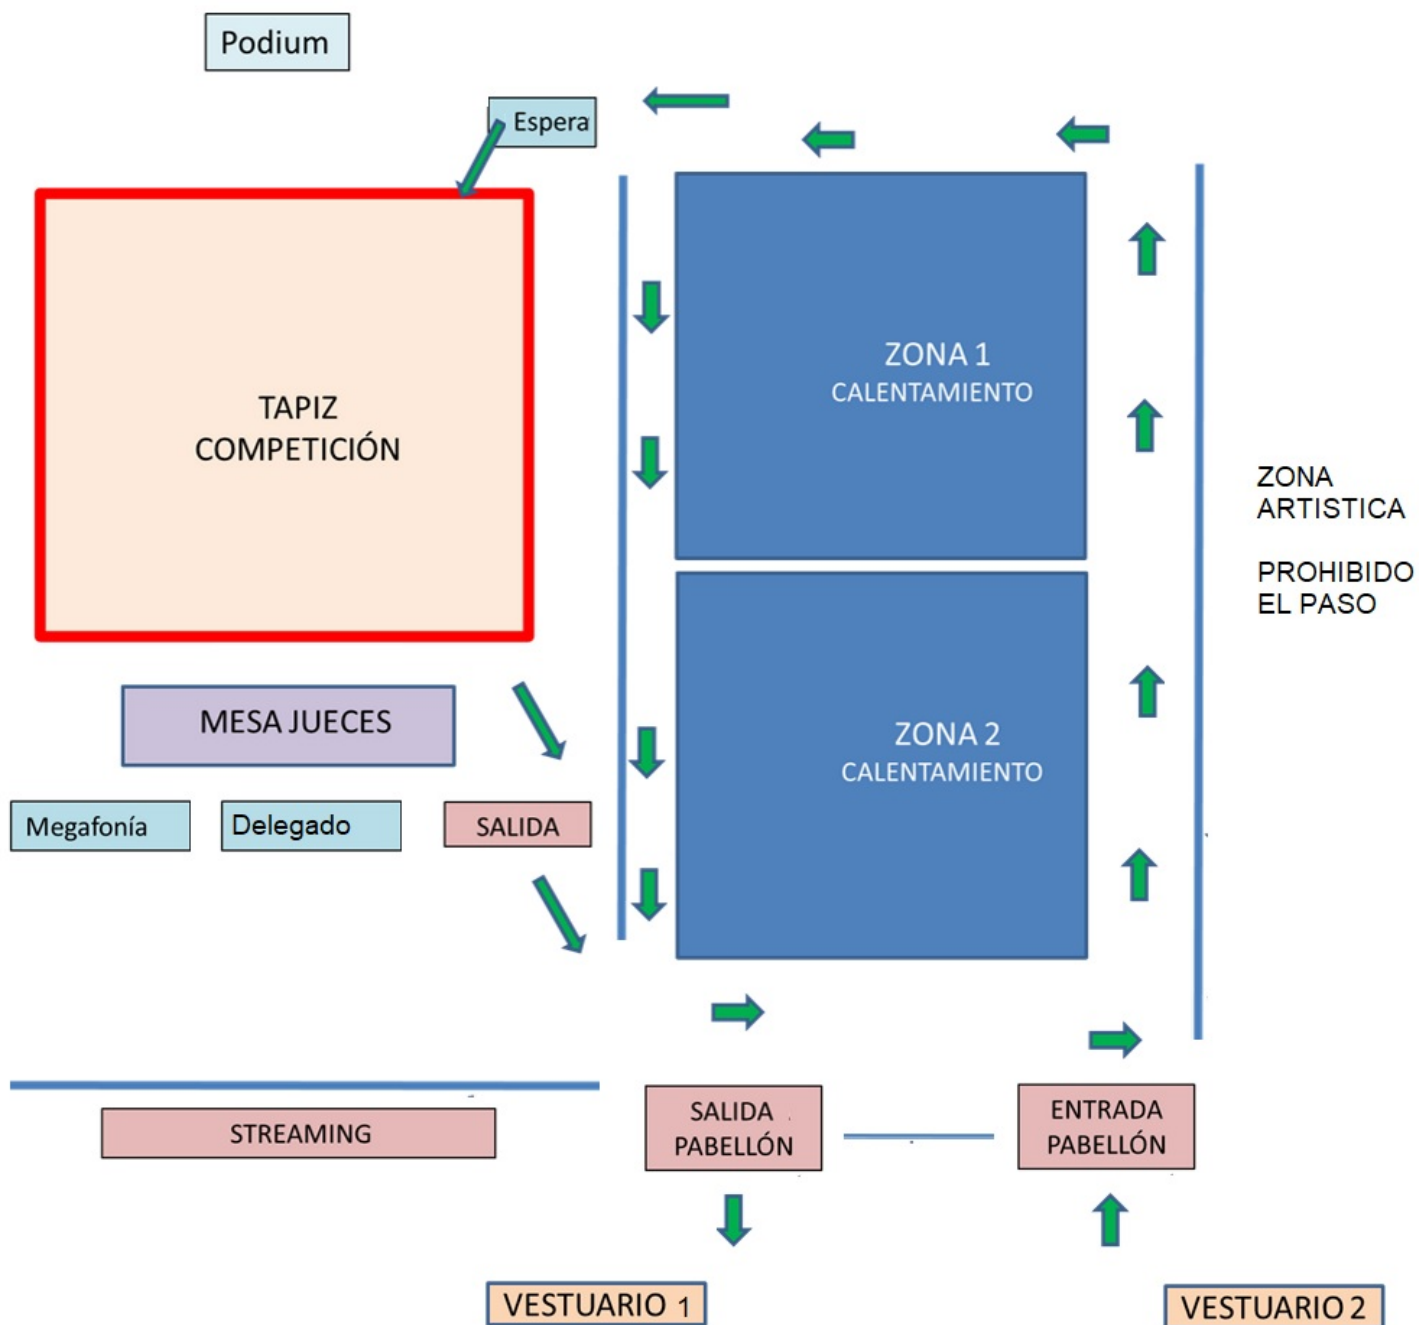 Podium
Espera
TAPIZ
COMPETICIÓN
ZONA 1
CALENTAMIENTO
ZONA
ARTISTICA
PROHIBIDO
EL PASO
MESA JUECES
ZONA 2
CALENTAMIENTO
Megafonía
Delegado
SALIDA
STREAMING
SALIDA
PABELLÓN
ENTRADA
PABELLÓN
VESTUARIO 1
VESTUARIO 2